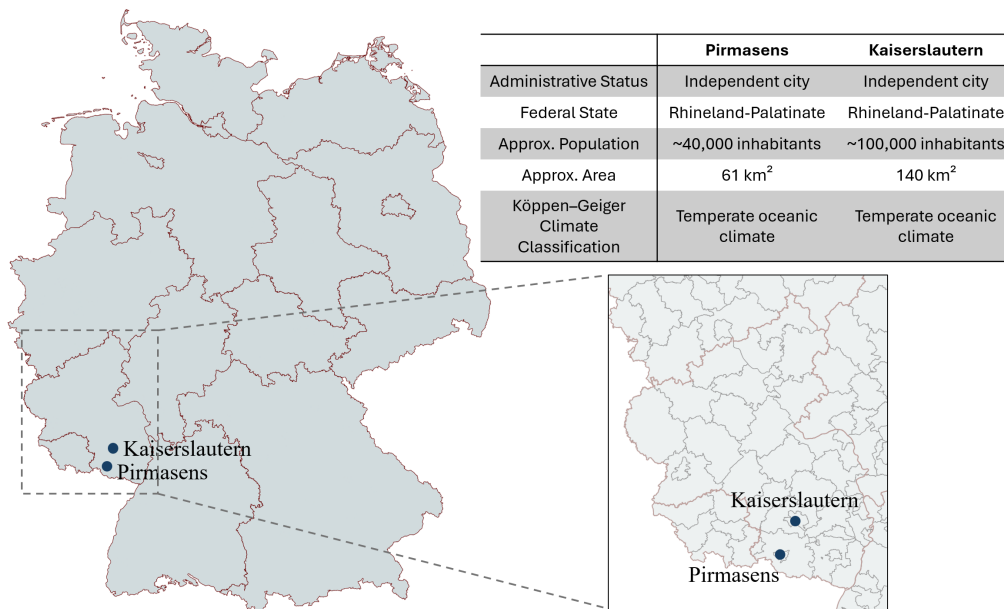 Pirmasens Kaiserslautern
Administrative Status Independent city Independent city
Federal State Rhineland-Palatinate Rhineland-Palatinate
Approx. Population ~40,000 inhabitants ~100,000 inhabitants
Approx. Area 61 km² 140 km²
Köppen–Geiger
Climate
Classification
Temperate oceanic
climate
Temperate oceanic
climate
Kaiserslautern
Pirmasens
Kaiserslautern
Pirmasens